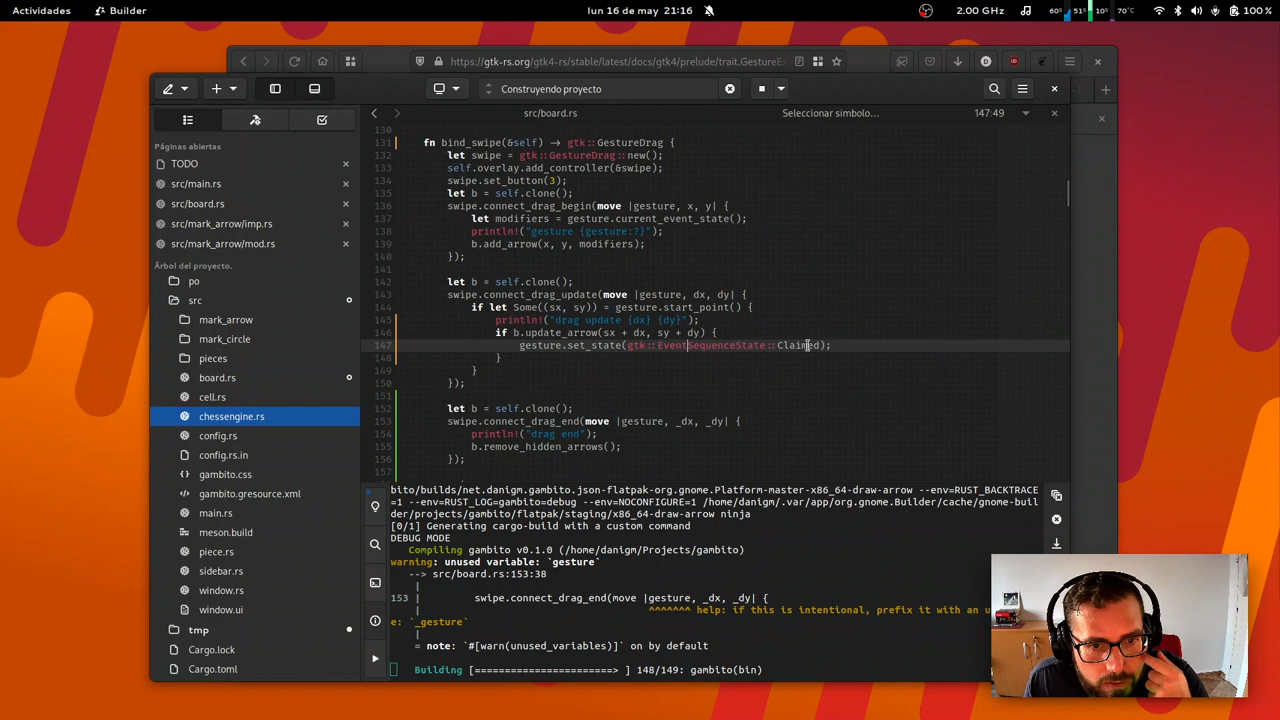 Actividades
Builder
lun 16 de may 21:16
2.00 GHz
60%
51%
10%
70°C
100 %
https://gtk-rs.org/gtk4-rs/stable/latest/docs/gtk4/prelude/trait.GestureEx
Construyendo proyecto
src/board.rs
Seleccionar símbolo…
147:49
Páginas abiertas
TODO
src/main.rs
src/board.rs
src/mark_arrow/imp.rs
src/mark_arrow/mod.rs
Árbol del proyecto.
po
src
mark_arrow
mark_circle
pieces
board.rs
cell.rs
chessengine.rs
config.rs
config.rs.in
gambito.css
gambito.gresource.xml
main.rs
meson.build
piece.rs
sidebar.rs
window.rs
window.ui
tmp
Cargo.lock
Cargo.toml
130
131 fn bind_swipe(&self) → gtk::GestureDrag {
132 let swipe = gtk::GestureDrag::new();
133 self.overlay.add_controller(&swipe);
134 swipe.set_button(3);
135 let b = self.clone();
136 swipe.connect_drag_begin(move |gesture, x, y| {
137 let modifiers = gesture.current_event_state();
138 println!("gesture {gesture:?}");
139 b.add_arrow(x, y, modifiers);
140 });
141
142 let b = self.clone();
143 swipe.connect_drag_update(move |gesture, dx, dy| {
144 if let Some((sx, sy)) = gesture.start_point() {
145 println!("drag update {dx} {dy}");
146 if b.update_arrow(sx + dx, sy + dy) {
147 gesture.set_state(gtk::EventSequenceState::Claimed);
148 }
149 }
150 });
151
152 let b = self.clone();
153 swipe.connect_drag_end(move |gesture, _dx, _dy| {
154 println!("drag end");
155 b.remove_hidden_arrows();
156 });
157
bito/builds/net.danigm.gambito.json-flatpak-org.gnome.Platform-master-x86_64-draw-arrow --env=RUST_BACKTRACE
=1 --env=RUST_LOG=gambito=debug --env=NOCONFIGURE=1 /home/danigm/.var/app/org.gnome.Builder/cache/gnome-buil
der/projects/gambito/flatpak/staging/x86_64-draw-arrow ninja
[0/1] Generating cargo-build with a custom command
DEBUG MODE
Compiling gambito v0.1.0 (/home/danigm/Projects/gambito)
warning: unused variable: `gesture`
--> src/board.rs:153:38
|
153 | swipe.connect_drag_end(move |gesture, _dx, _dy| {
| ^^^^^^^ help: if this is intentional, prefix it with an u
e: `_gesture`
|
= note: `#[warn(unused_variables)]` on by default
Building [=======================> ] 148/149: gambito(bin)